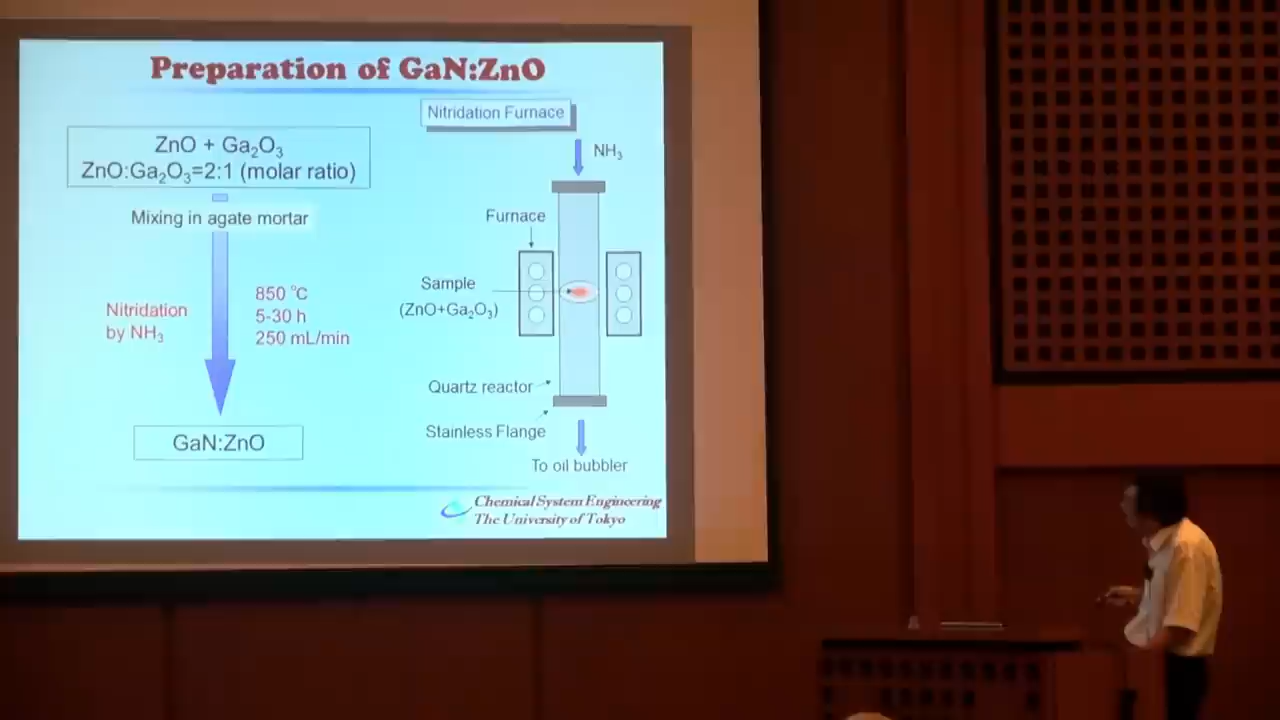 Preparation of GaN:ZnO
ZnO + Ga₂O₃
ZnO:Ga₂O₃=2:1 (molar ratio)
Mixing in agate mortar
Nitridation
by NH₃
850 ℃
5-30 h
250 mL/min
GaN:ZnO
Nitridation Furnace
NH₃
Furnace
Sample
(ZnO+Ga₂O₃)
Quartz reactor
Stainless Flange
To oil bubbler
Chemical System Engineering
The University of Tokyo